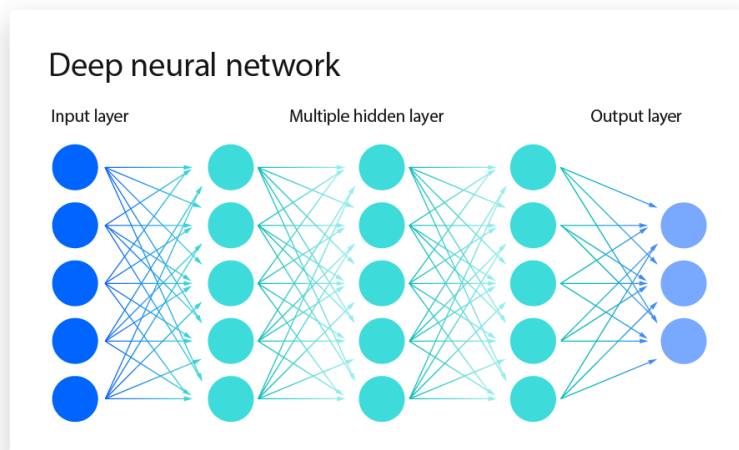 Deep neural network
Input layer
Multiple hidden layer
Output layer